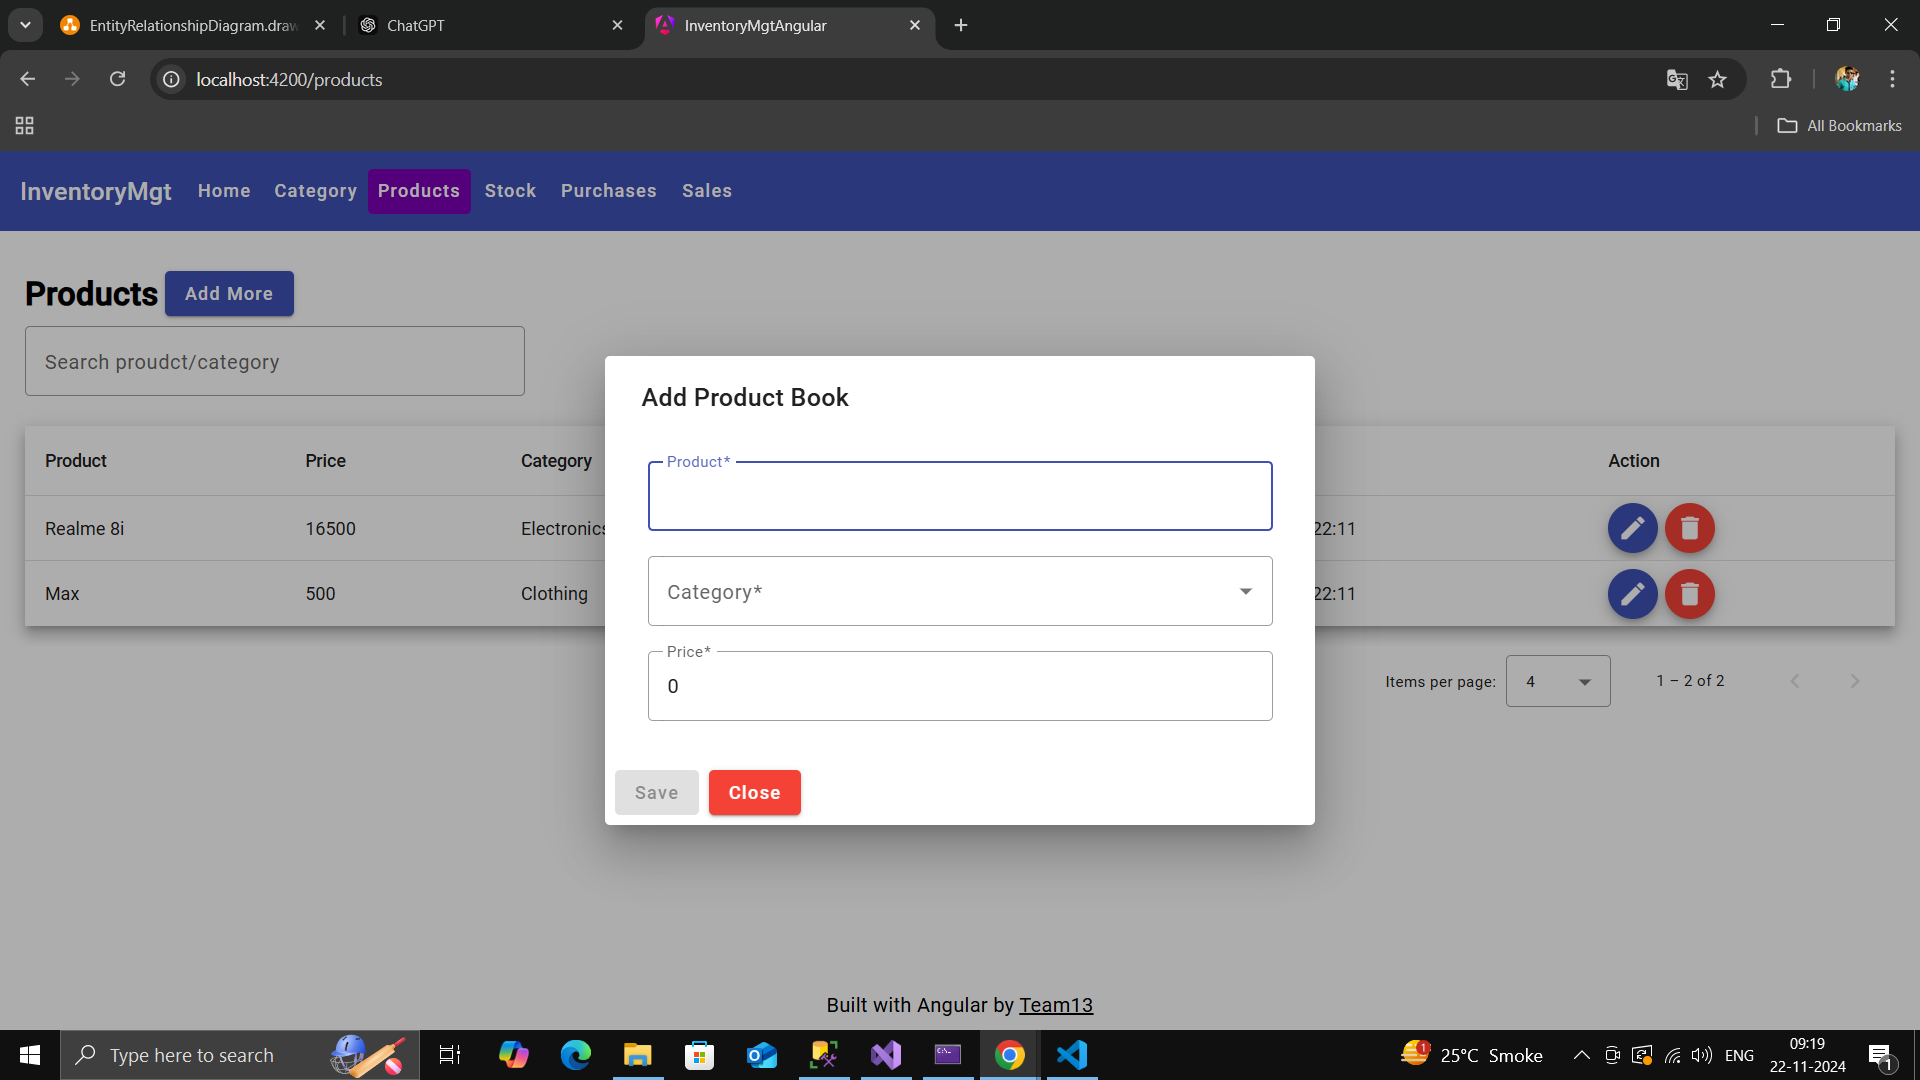 EntityRelationshipDiagram.draw
ChatGPT
InventoryMgtAngular
localhost:4200/products
All Bookmarks
InventoryMgt Home Category Products Stock Purchases Sales
Products Add More
Search proudct/category
Product Price Category Action
Realme 8i 16500 Electronics 22:11
Max 500 Clothing 22:11
Items per page: 4 1 – 2 of 2
Add Product Book
Product*
Category*
Price*
0
Save Close
Built with Angular by Team13
Type here to search
1 25°C Smoke ENG
09:19
22-11-2024
1